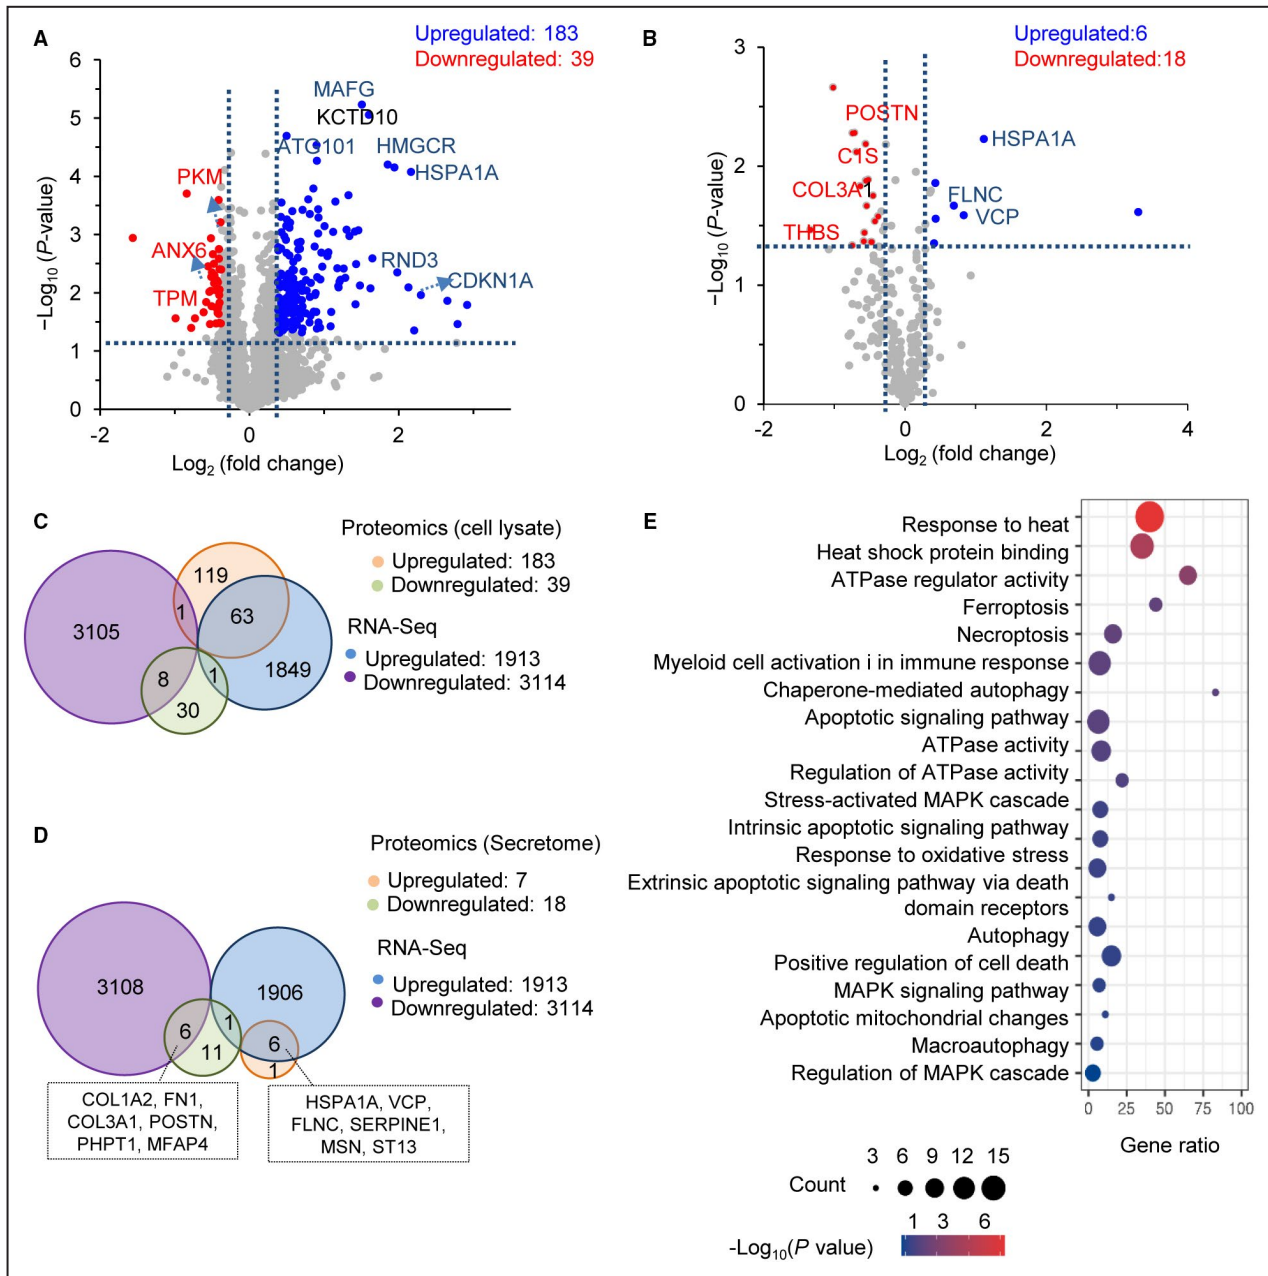 A
Upregulated: 183
Downregulated: 39
6
5
4
3
2
1
0
-2
0
2
−Log10 (P-value)
Log2 (fold change)
MAFG
KCTD10
ATG101
HMGCR
HSPA1A
PKM
ANX6
TPM
RND3
CDKN1A
B
Upregulated:6
Downregulated:18
3
2
1
0
-2
0
2
4
−Log10 (P-value)
Log2 (fold change)
POSTN
C1S
COL3A1
THBS
HSPA1A
FLNC
VCP
C
Proteomics (cell lysate)
Upregulated: 183
Downregulated: 39
RNA-Seq
Upregulated: 1913
Downregulated: 3114
119
1
63
3105
8
1
1849
30
D
Proteomics (Secretome)
Upregulated: 7
Downregulated: 18
RNA-Seq
Upregulated: 1913
Downregulated: 3114
3108
1906
6
1
11
6
1
COL1A2, FN1,
COL3A1, POSTN,
PHPT1, MFAP4
HSPA1A, VCP,
FLNC, SERPINE1,
MSN, ST13
E
Response to heat
Heat shock protein binding
ATPase regulator activity
Ferroptosis
Necroptosis
Myeloid cell activation i in immune response
Chaperone-mediated autophagy
Apoptotic signaling pathway
ATPase activity
Regulation of ATPase activity
Stress-activated MAPK cascade
Intrinsic apoptotic signaling pathway
Response to oxidative stress
Extrinsic apoptotic signaling pathway via death
domain receptors
Autophagy
Positive regulation of cell death
MAPK signaling pathway
Apoptotic mitochondrial changes
Macroautophagy
Regulation of MAPK cascade
0 25 50 75 100
Gene ratio
3 6 9 12 15
Count
1 3 6
-Log10(P value)